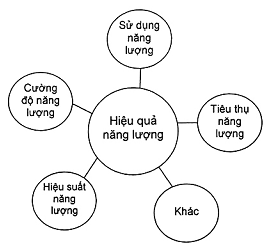 Sử dụng
năng
lượng
Cường
độ năng
lượng
Tiêu thụ
năng
lượng
Hiệu quả
năng lượng
Hiệu suất
năng
lượng
Khác